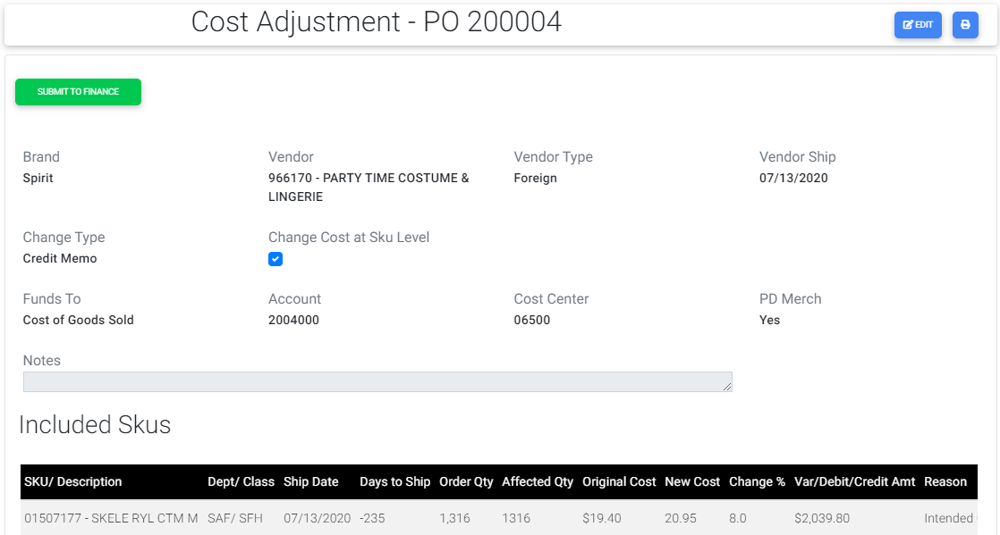 Cost Adjustment - PO 200004
EDIT
SUBMIT TO FINANCE
Brand Vendor Vendor Type Vendor Ship
Spirit 966170 - PARTY TIME COSTUME & Foreign 07/13/2020
LINGERIE
Change Type Change Cost at Sku Level
Credit Memo
Funds To Account Cost Center PD Merch
Cost of Goods Sold 2004000 06500 Yes
Notes
Included Skus
SKU/ Description Dept/ Class Ship Date Days to Ship Order Qty Affected Qty Original Cost New Cost Change % Var/Debit/Credit Amt Reason
01507177 - SKELE RYL CTM M SAF/ SFH 07/13/2020 -235 1,316 1316 $19.40 20.95 8.0 $2,039.80 Intended